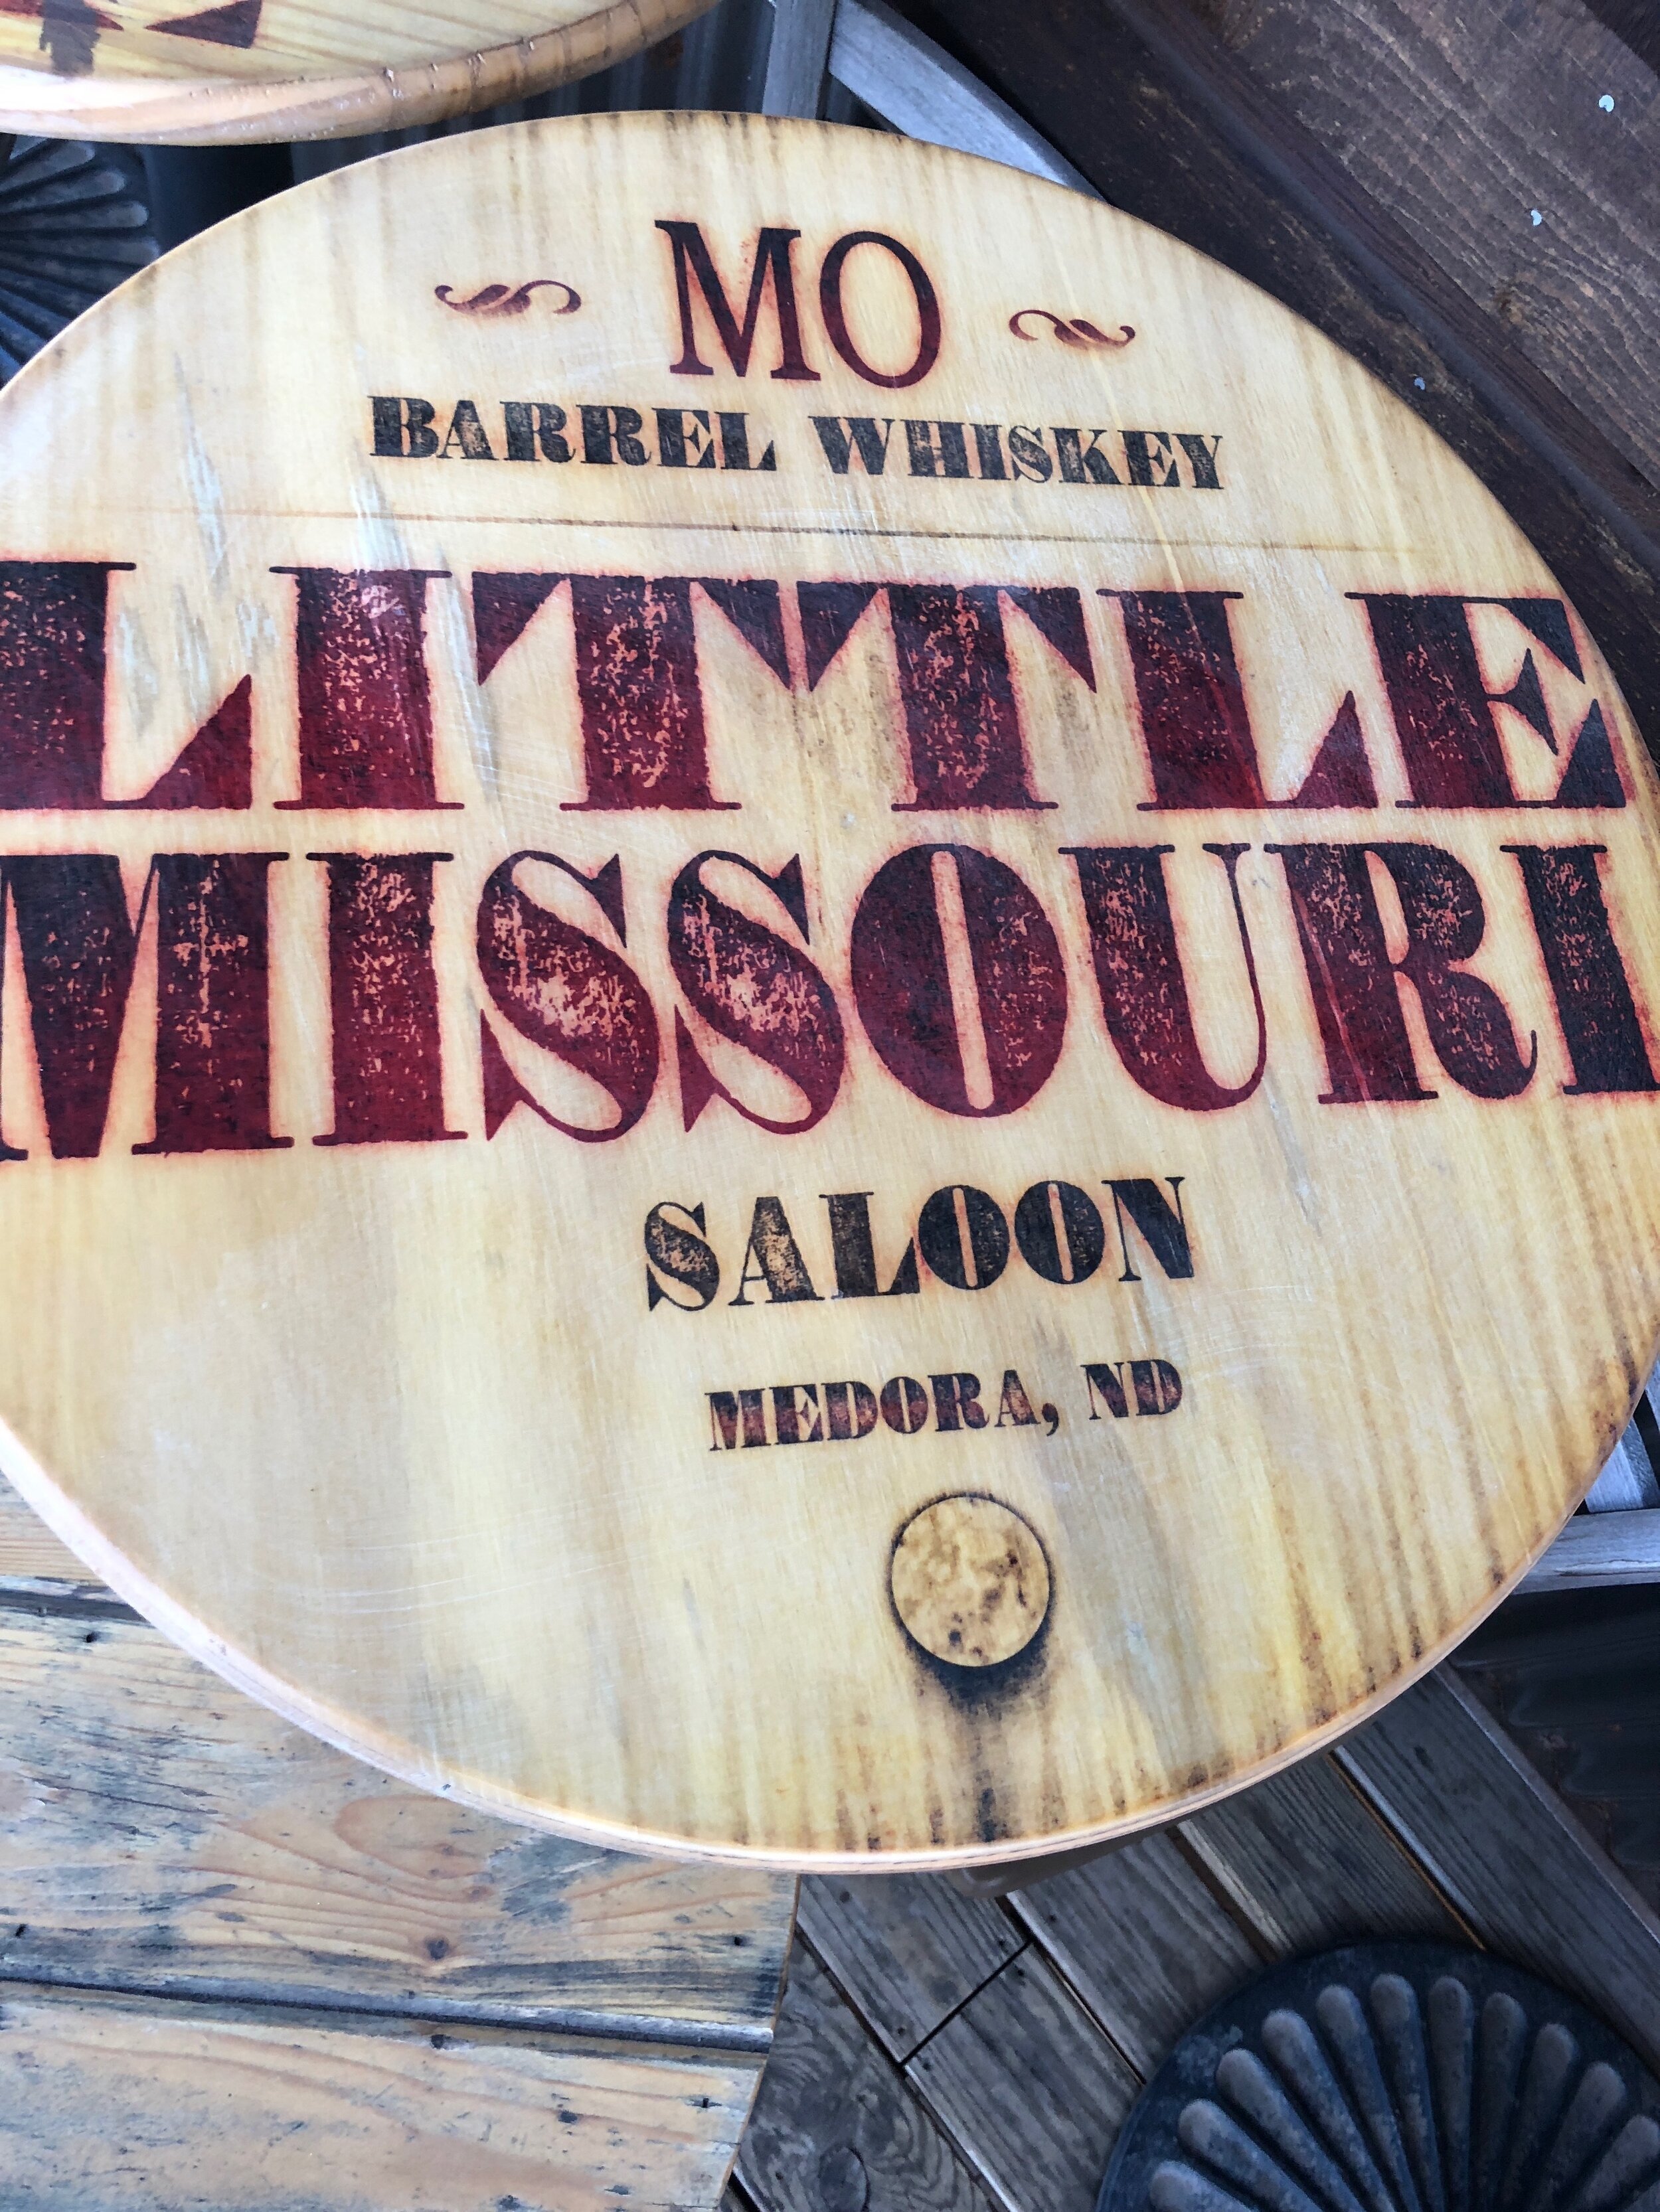 MO
BARREL WHISKEY
LITTLE
MISSOURI
SALOON
MEDORA, ND